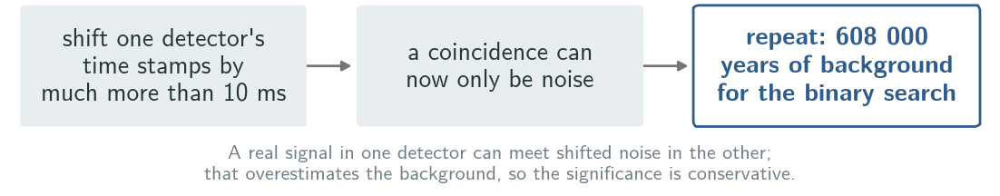 shift one detector's
time stamps by
much more than 10 ms
a coincidence can
now only be noise
repeat: 608 000
years of background
for the binary search
A real signal in one detector can meet shifted noise in the other;
that overestimates the background, so the significance is conservative.